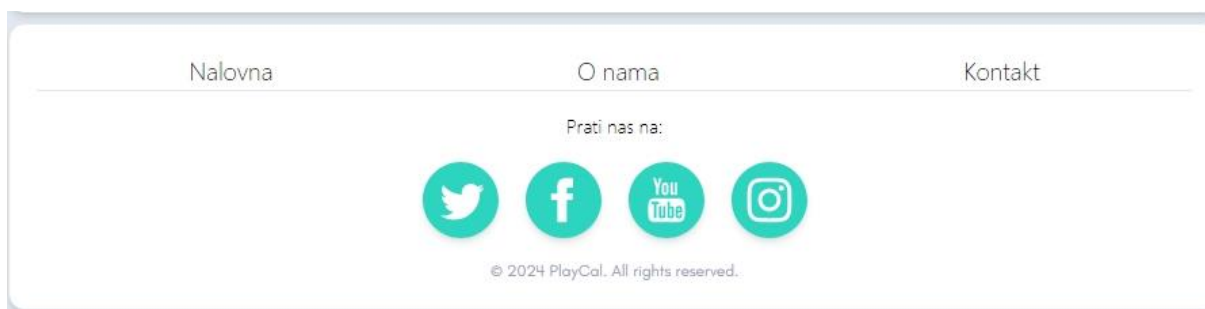 Nalovna O nama Kontakt
Prati nas na:
You
Tube
© 2024 PlayCal. All rights reserved.